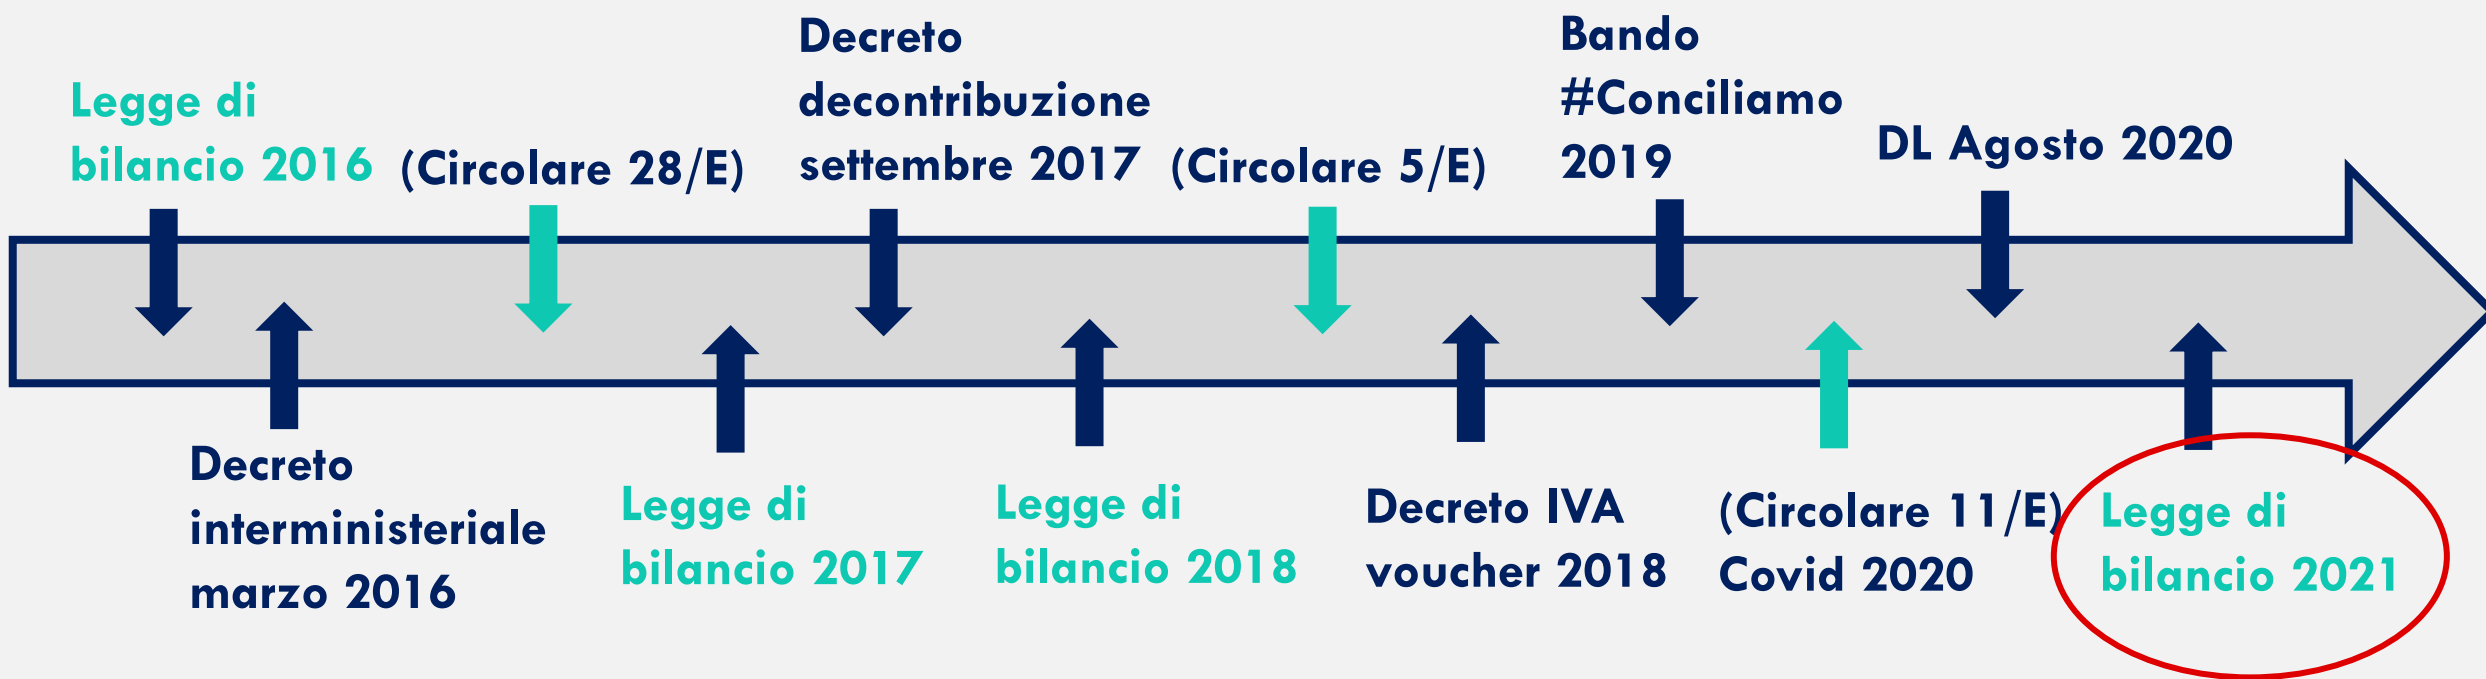 Legge di
bilancio 2016
(Circolare 28/E)
Decreto
decontribuzione
settembre 2017
(Circolare 5/E)
Bando
#Conciliamo
2019
DL Agosto 2020
Decreto
interministeriale
marzo 2016
Legge di
bilancio 2017
Legge di
bilancio 2018
Decreto IVA
voucher 2018
(Circolare 11/E)
Covid 2020
Legge di
bilancio 2021